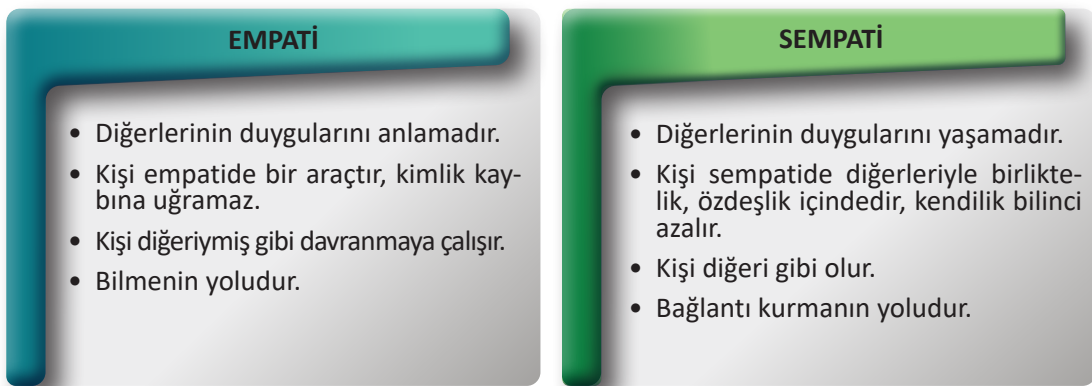 EMPATİ
• Diğerlerinin duygularını anlamadır.
• Kişi empatide bir araçtır, kimlik kay-
bına uğramaz.
• Kişi diğeriymiş gibi davranmaya çalışır.
• Bilmenin yoludur.
SEMPATİ
• Diğerlerinin duygularını yaşamadır.
• Kişi sempatide diğerleriyle birlikte-
lik, özdeşlik içindedir, kendilik bilinci
azalır.
• Kişi diğeri gibi olur.
• Bağlantı kurmanın yoludur.